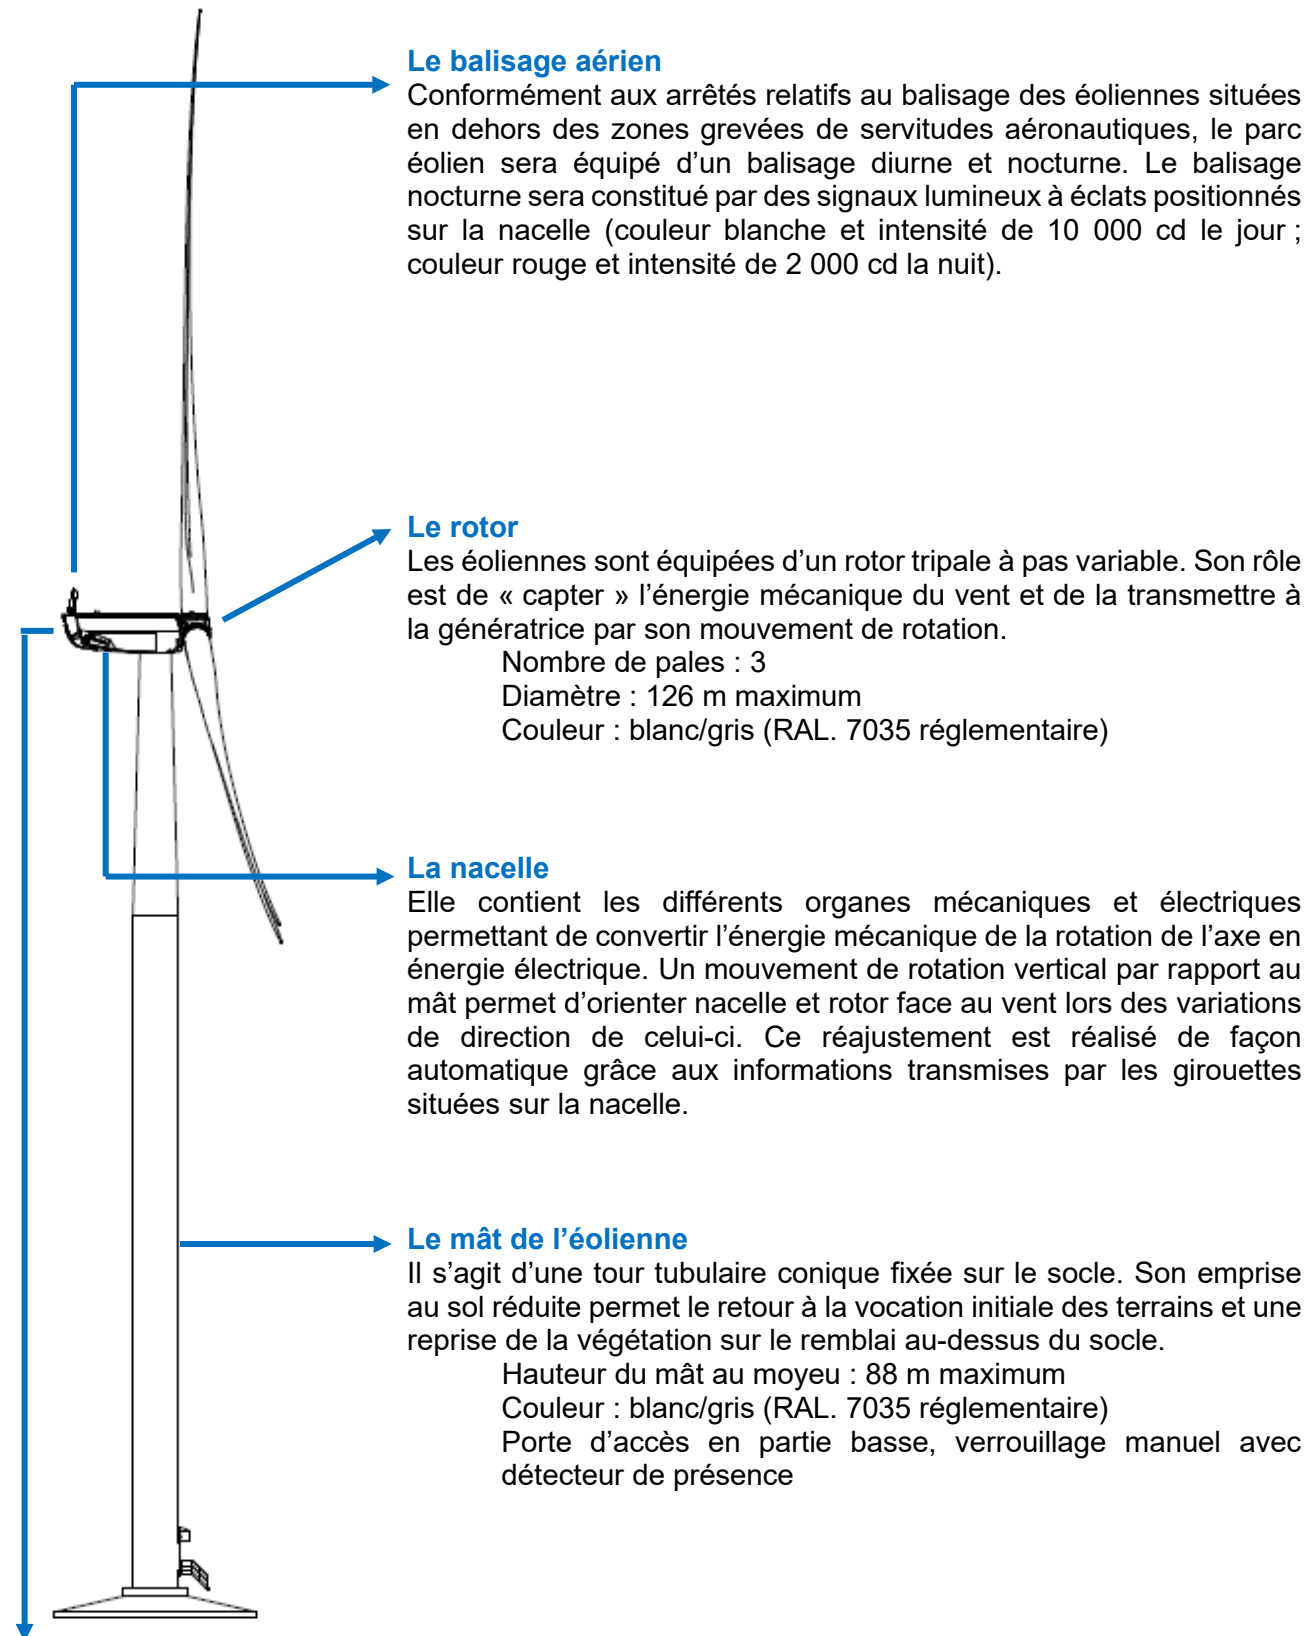 Le balisage aérien
Conformément aux arrêtés relatifs au balisage des éoliennes situées
en dehors des zones grevées de servitudes aéronautiques, le parc
éolien sera équipé d’un balisage diurne et nocturne. Le balisage
nocturne sera constitué par des signaux lumineux à éclats positionnés
sur la nacelle (couleur blanche et intensité de 10 000 cd le jour ;
couleur rouge et intensité de 2 000 cd la nuit).
Le rotor
Les éoliennes sont équipées d’un rotor tripale à pas variable. Son rôle
est de « capter » l’énergie mécanique du vent et de la transmettre à
la génératrice par son mouvement de rotation.
Nombre de pales : 3
Diamètre : 126 m maximum
Couleur : blanc/gris (RAL. 7035 réglementaire)
La nacelle
Elle contient les différents organes mécaniques et électriques
permettant de convertir l’énergie mécanique de la rotation de l’axe en
énergie électrique. Un mouvement de rotation vertical par rapport au
mât permet d’orienter nacelle et rotor face au vent lors des variations
de direction de celui-ci. Ce réajustement est réalisé de façon
automatique grâce aux informations transmises par les girouettes
situées sur la nacelle.
Le mât de l’éolienne
Il s’agit d’une tour tubulaire conique fixée sur le socle. Son emprise
au sol réduite permet le retour à la vocation initiale des terrains et une
reprise de la végétation sur le remblai au-dessus du socle.
Hauteur du mât au moyeu : 88 m maximum
Couleur : blanc/gris (RAL. 7035 réglementaire)
Porte d’accès en partie basse, verrouillage manuel avec
détecteur de présence